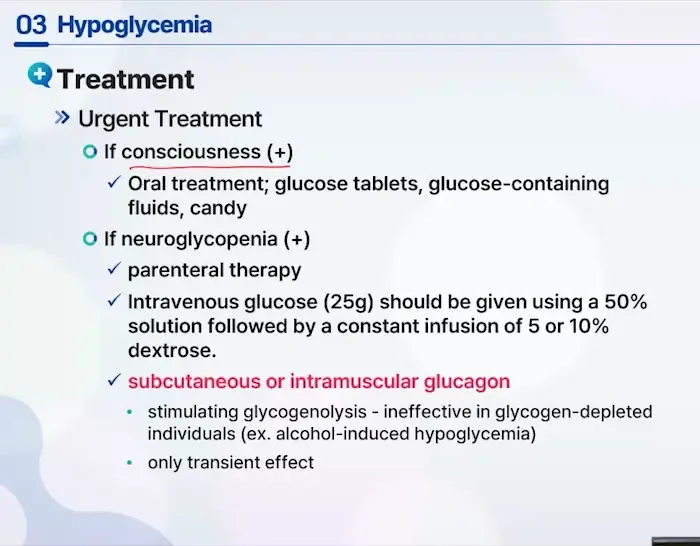 03 Hypoglycemia
Treatment
Urgent Treatment
If consciousness (+)
Oral treatment; glucose tablets, glucose-containing
fluids, candy
If neuroglycopenia (+)
parenteral therapy
Intravenous glucose (25g) should be given using a 50%
solution followed by a constant infusion of 5 or 10%
dextrose.
subcutaneous or intramuscular glucagon
stimulating glycogenolysis - ineffective in glycogen-depleted
individuals (ex. alcohol-induced hypoglycemia)
only transient effect